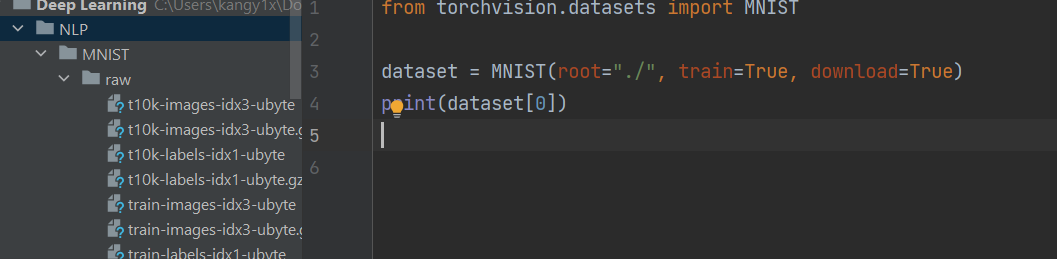 Deep Learning C:\Users\kangy1x\Do
NLP
MNIST
raw
t10k-images-idx3-ubyte
t10k-images-idx3-ubyte.g
t10k-labels-idx1-ubyte
t10k-labels-idx1-ubyte.gz
train-images-idx3-ubyte
train-images-idx3-ubyte.g
train-labels-idx1-ubyte
1 from torchvision.datasets import MNIST
2
3 dataset = MNIST(root="./", train=True, download=True)
4 print(dataset[0])
5
6